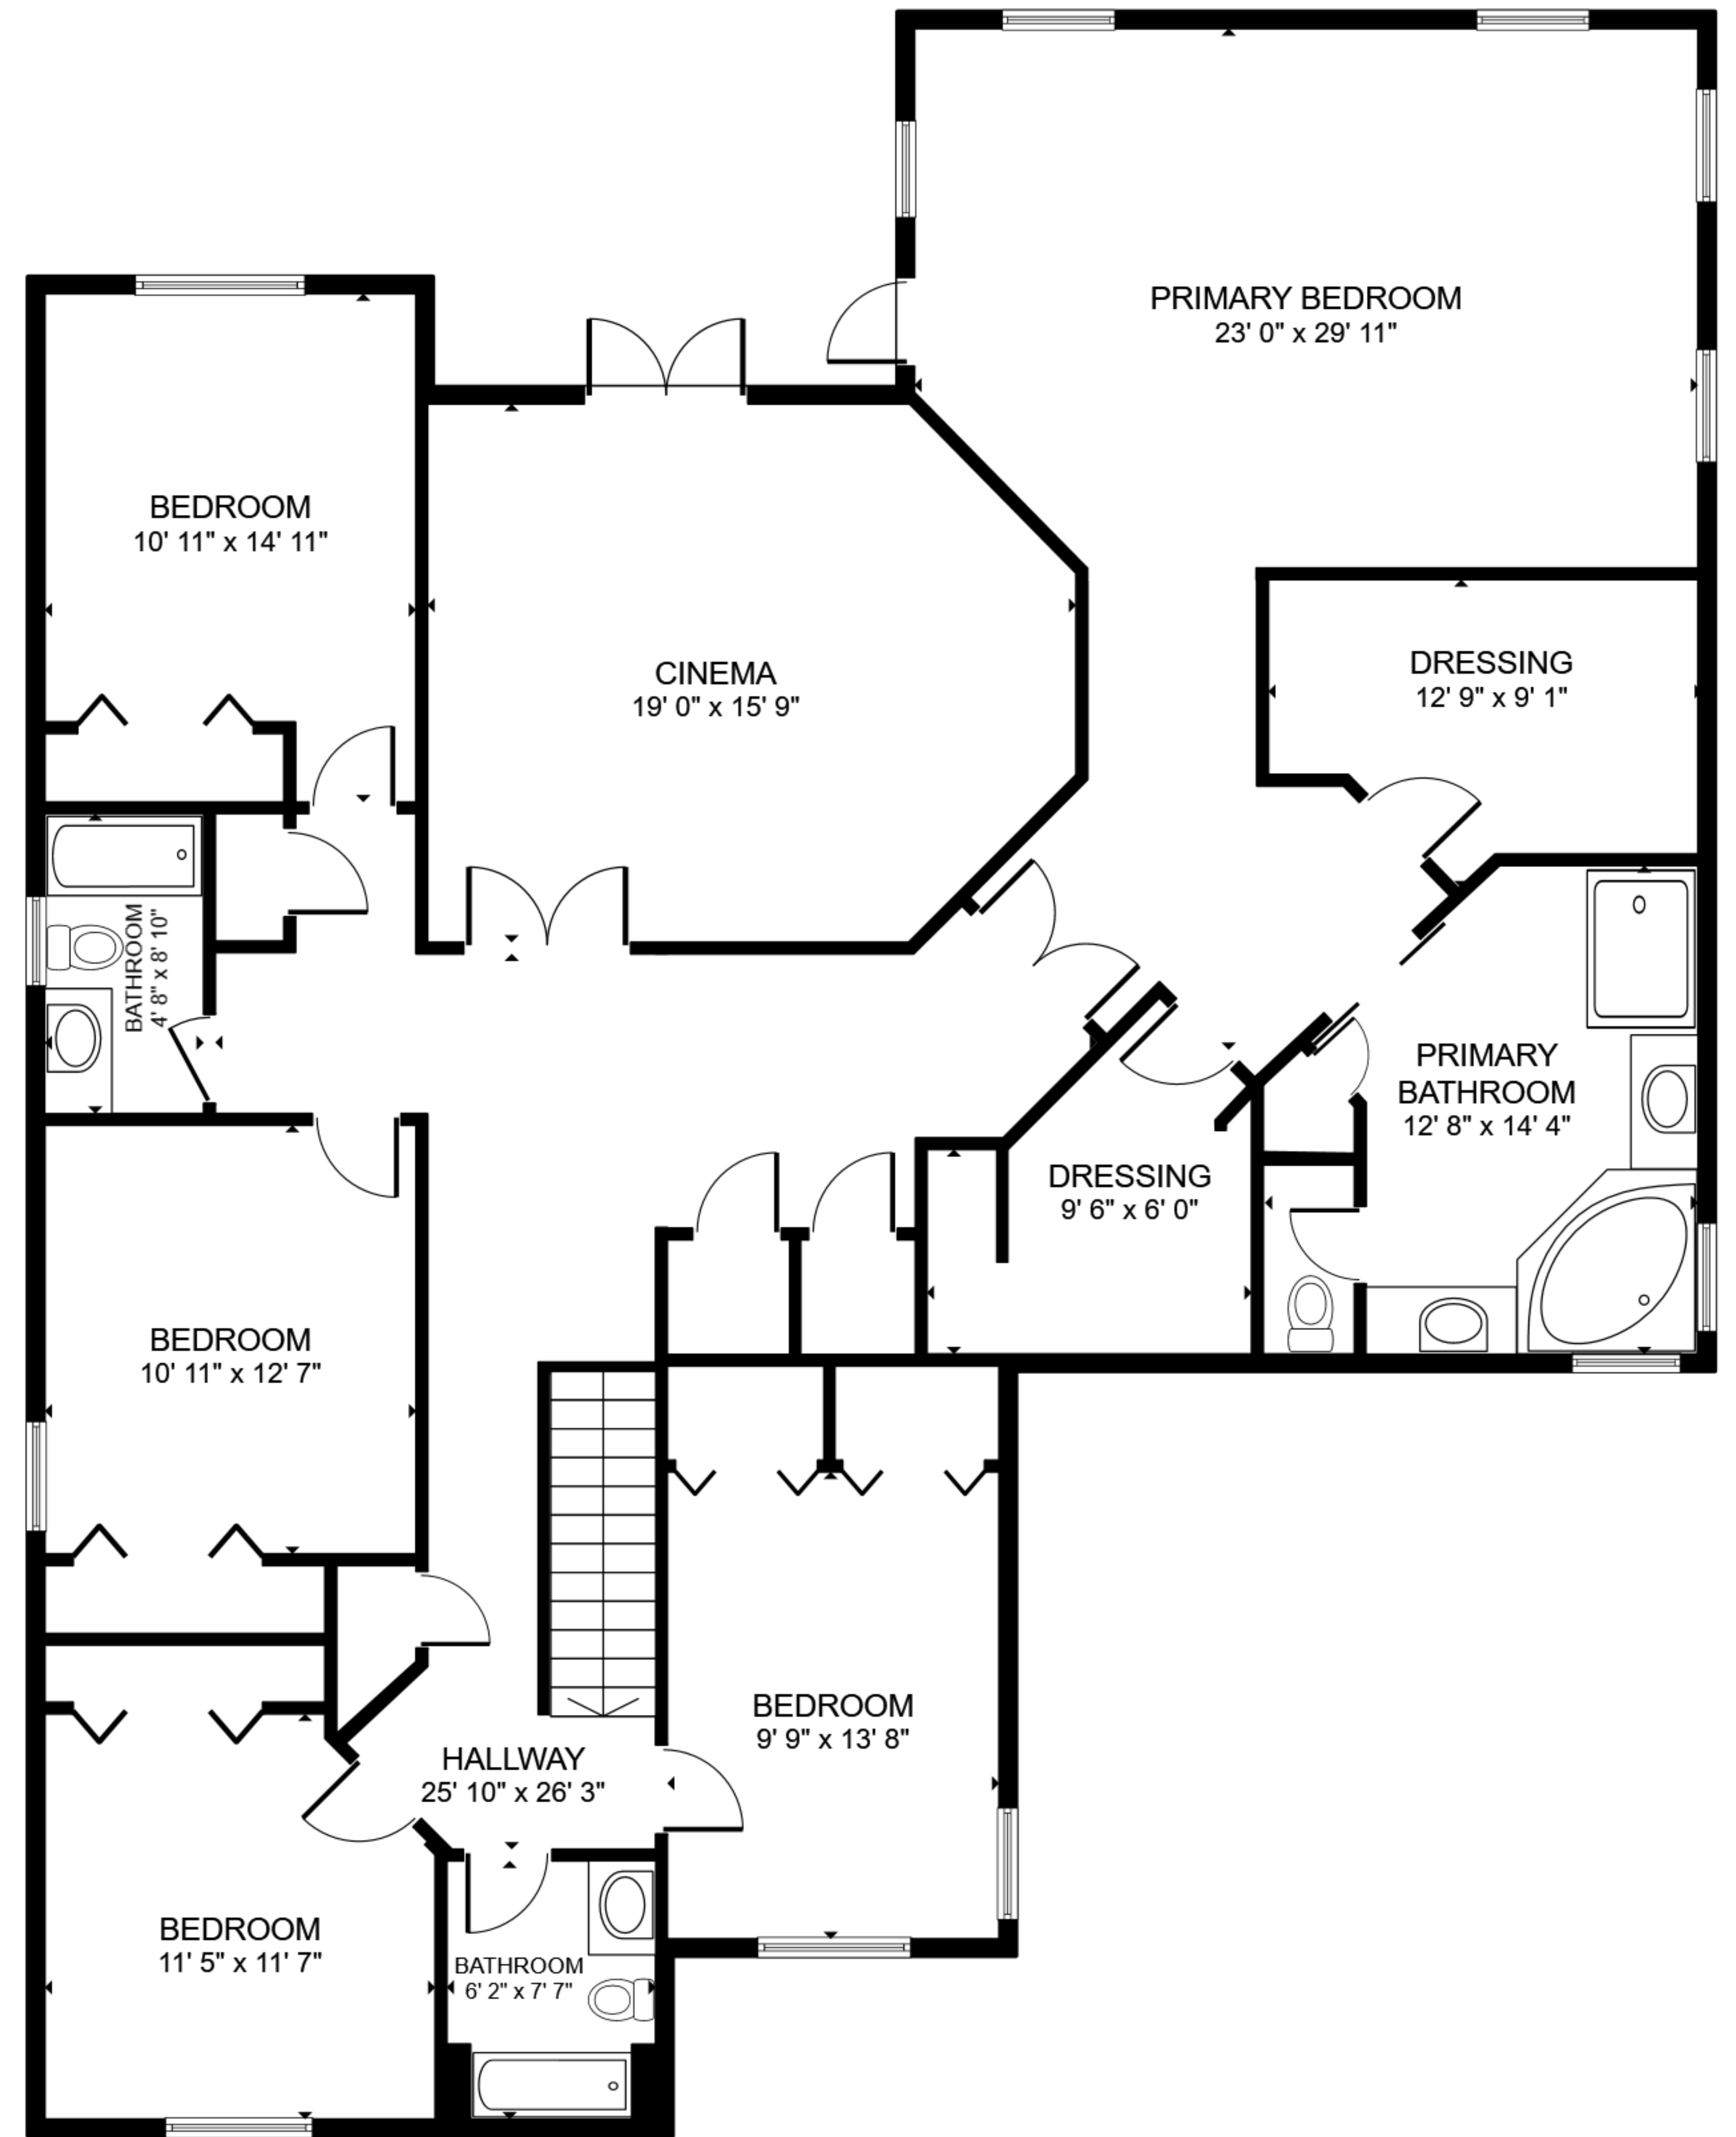 PRIMARY BEDROOM
23' 0" x 29' 11"
BEDROOM
10' 11" x 14' 11"
CINEMA
19' 0" x 15' 9"
DRESSING
12' 9" x 9' 1"
BATHROOM
4' 8" x 8' 10"
PRIMARY
BATHROOM
12' 8" x 14' 4"
DRESSING
9' 6" x 6' 0"
BEDROOM
10' 11" x 12' 7"
BEDROOM
9' 9" x 13' 8"
HALLWAY
25' 10" x 26' 3"
BEDROOM
11' 5" x 11' 7"
BATHROOM
6' 2" x 7' 7"